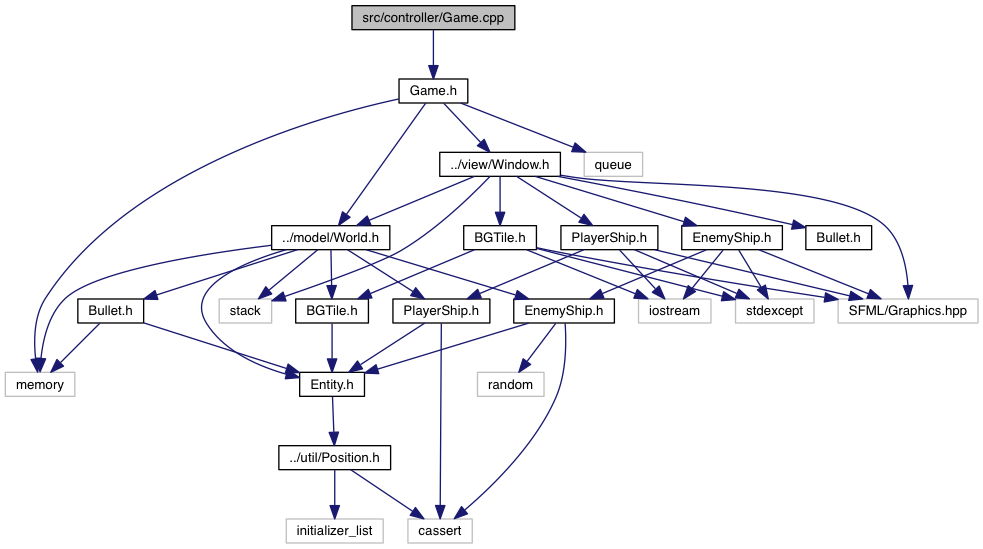 src/controller/Game.cpp
Game.h
../view/Window.h
queue
../model/World.h
BGTile.h
PlayerShip.h
EnemyShip.h
Bullet.h
Bullet.h
stack
BGTile.h
PlayerShip.h
EnemyShip.h
iostream
stdexcept
SFML/Graphics.hpp
memory
Entity.h
random
../util/Position.h
initializer_list
cassert